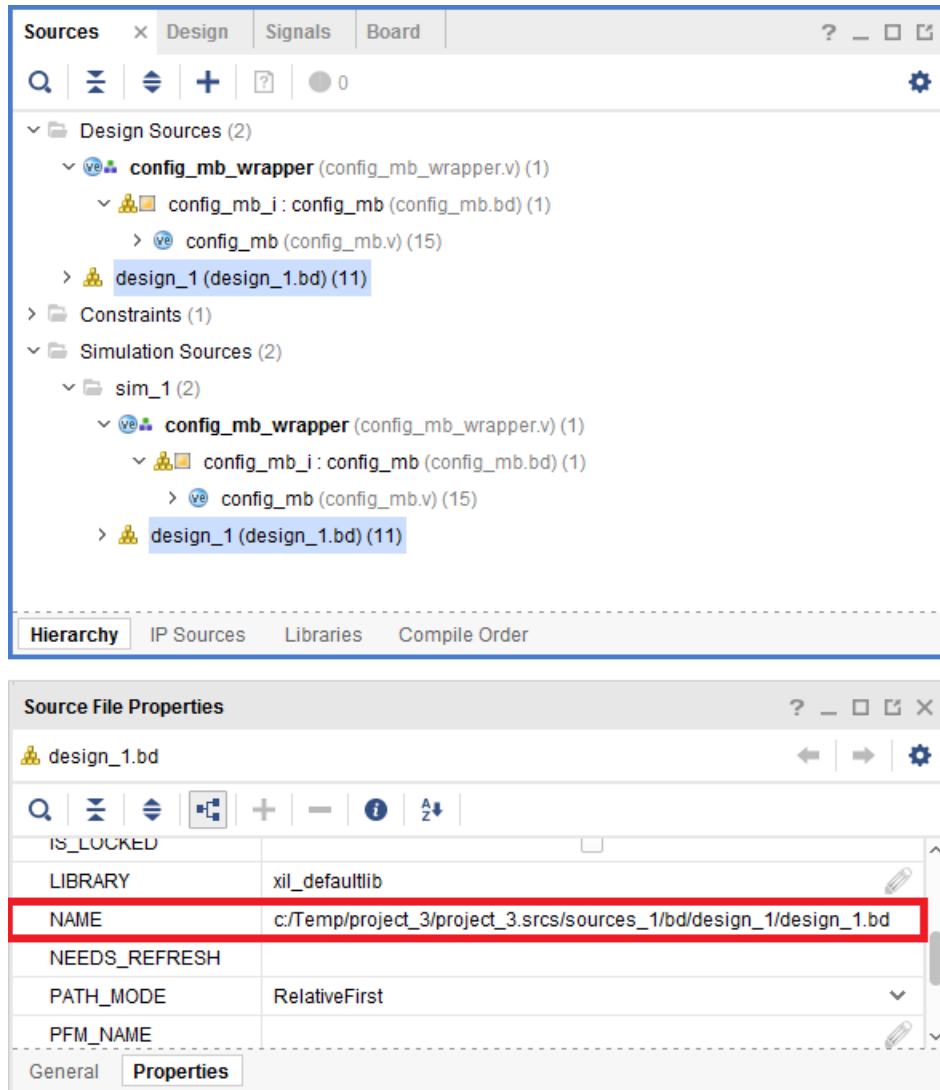 Sources × Design Signals Board ?
0
Design Sources (2)
config_mb_wrapper (config_mb_wrapper.v) (1)
config_mb_i : config_mb (config_mb.bd) (1)
config_mb (config_mb.v) (15)
design_1 (design_1.bd) (11)
Constraints (1)
Simulation Sources (2)
sim_1 (2)
config_mb_wrapper (config_mb_wrapper.v) (1)
config_mb_i : config_mb (config_mb.bd) (1)
config_mb (config_mb.v) (15)
design_1 (design_1.bd) (11)
Hierarchy IP Sources Libraries Compile Order
Source File Properties ?
design_1.bd
IS_LOCKED
LIBRARY xil_defaultlib
NAME c:/Temp/project_3/project_3.srcs/sources_1/bd/design_1/design_1.bd
NEEDS_REFRESH
PATH_MODE RelativeFirst
PFM_NAME
General Properties